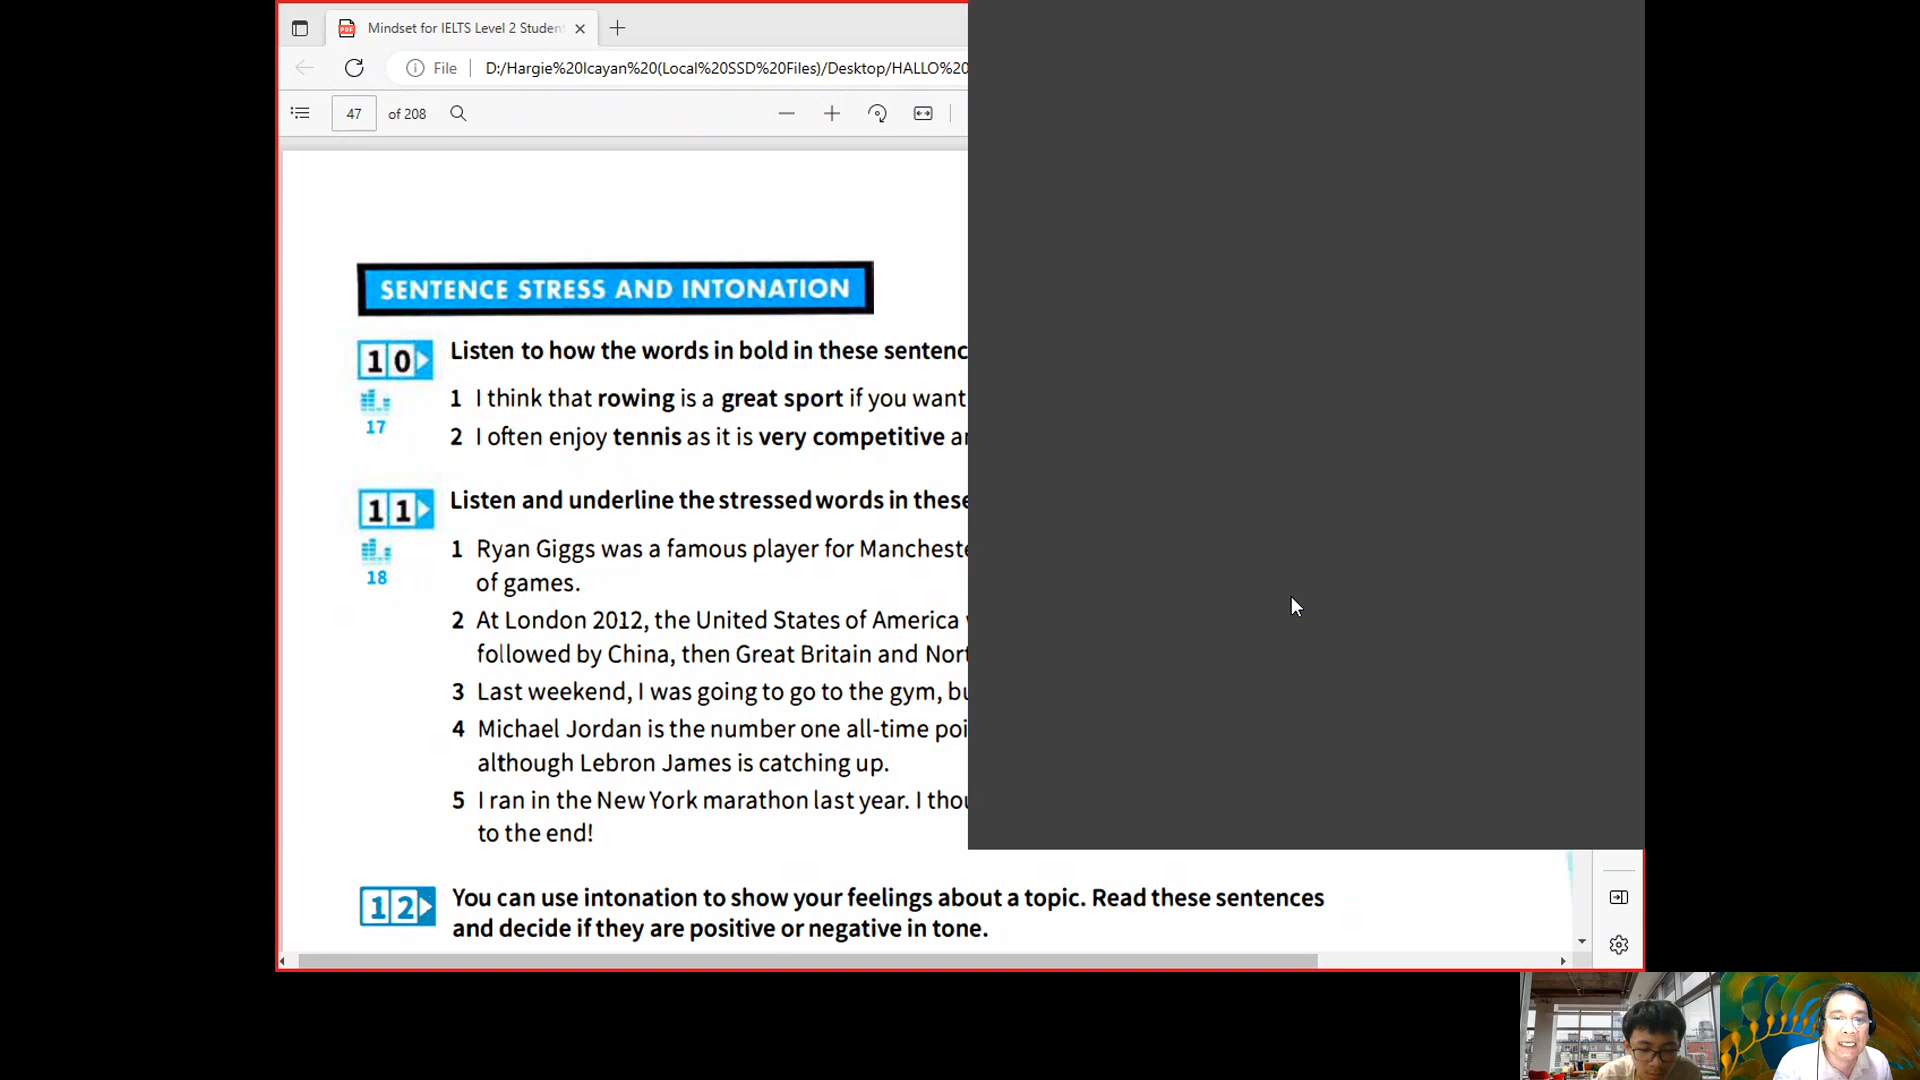 Mindset for IELTS Level 2 Studen
File
D:/Hargie%20Icayan%20(Local%20SSD%20Files)/Desktop/HALLO%20
47 of 208
SENTENCE STRESS AND INTONATION
10 Listen to how the words in bold in these sentenc
17
1 I think that rowing is a great sport if you want
2 I often enjoy tennis as it is very competitive an
11 Listen and underline the stressed words in these
18
1 Ryan Giggs was a famous player for Mancheste
of games.
2 At London 2012, the United States of America w
followed by China, then Great Britain and Nort
3 Last weekend, I was going to go to the gym, bu
4 Michael Jordan is the number one all-time poi
although Lebron James is catching up.
5 I ran in the New York marathon last year. I thou
to the end!
12 You can use intonation to show your feelings about a topic. Read these sentences
and decide if they are positive or negative in tone.